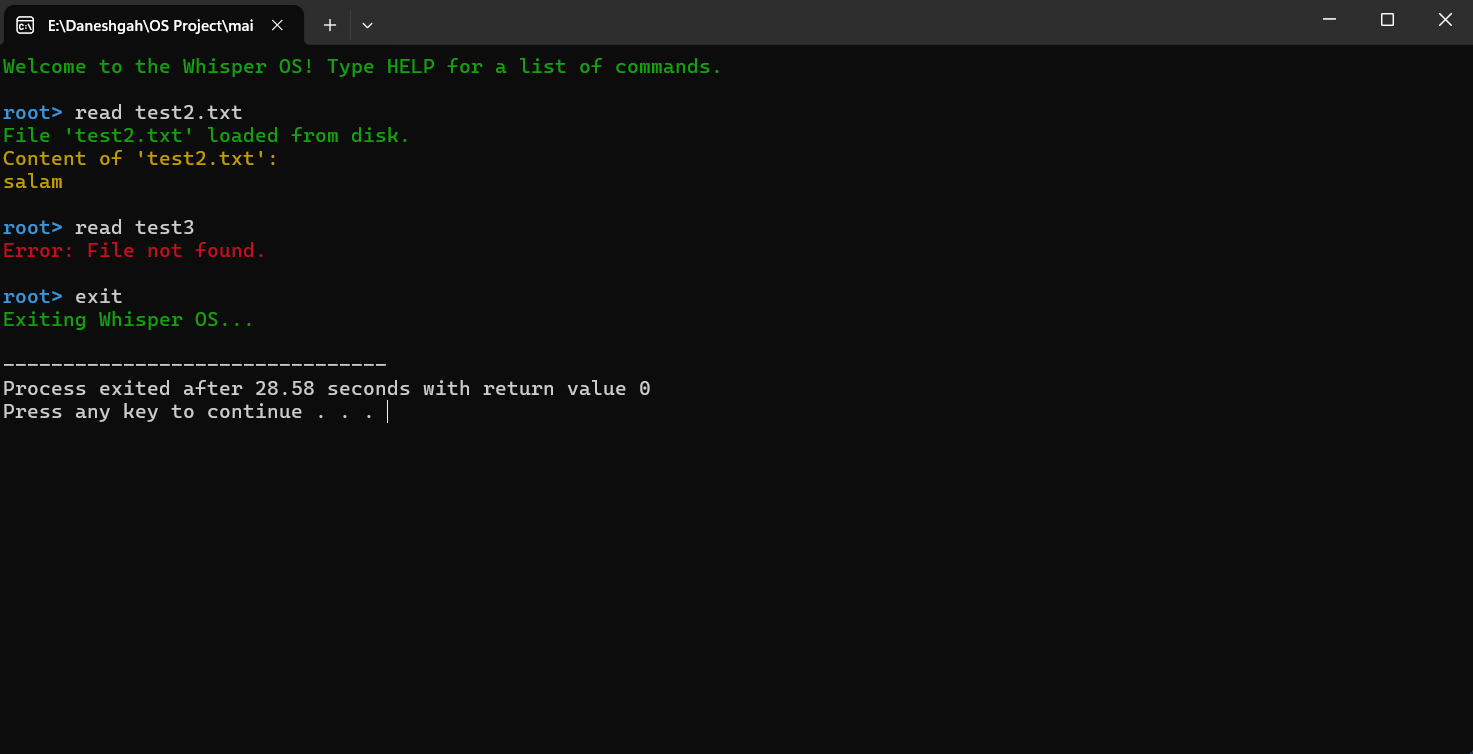 E:\Daneshgah\OS Project\mai
Welcome to the Whisper OS! Type HELP for a list of commands.
root> read test2.txt
File 'test2.txt' loaded from disk.
Content of 'test2.txt':
salam
root> read test3
Error: File not found.
root> exit
Exiting Whisper OS...
--------------------------------
Process exited after 28.58 seconds with return value 0
Press any key to continue . . .